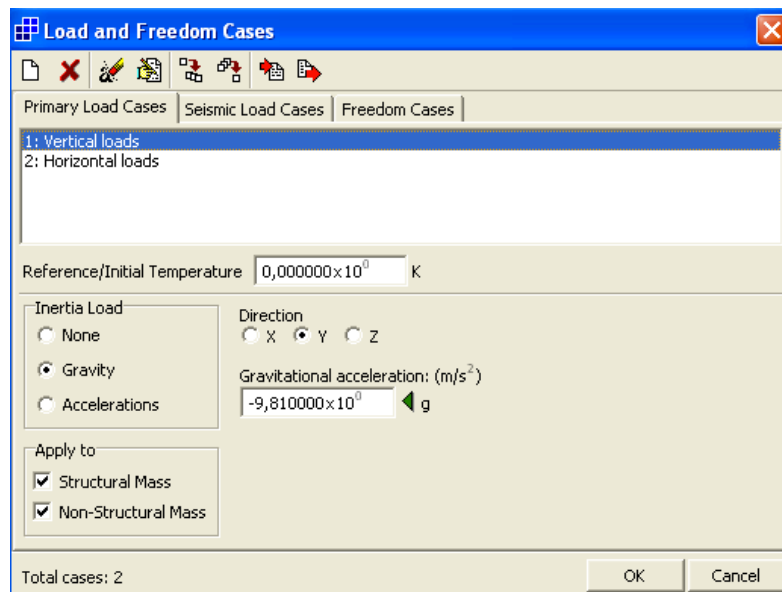 Load and Freedom Cases
Primary Load Cases Seismic Load Cases Freedom Cases
1: Vertical loads
2: Horizontal loads
Reference/Initial Temperature 0,000000x10⁰ K
Inertia Load
None
Gravity
Accelerations
Direction
X Y Z
Gravitational acceleration: (m/s²)
-9,810000x10⁰ g
Apply to
Structural Mass
Non-Structural Mass
Total cases: 2 OK Cancel